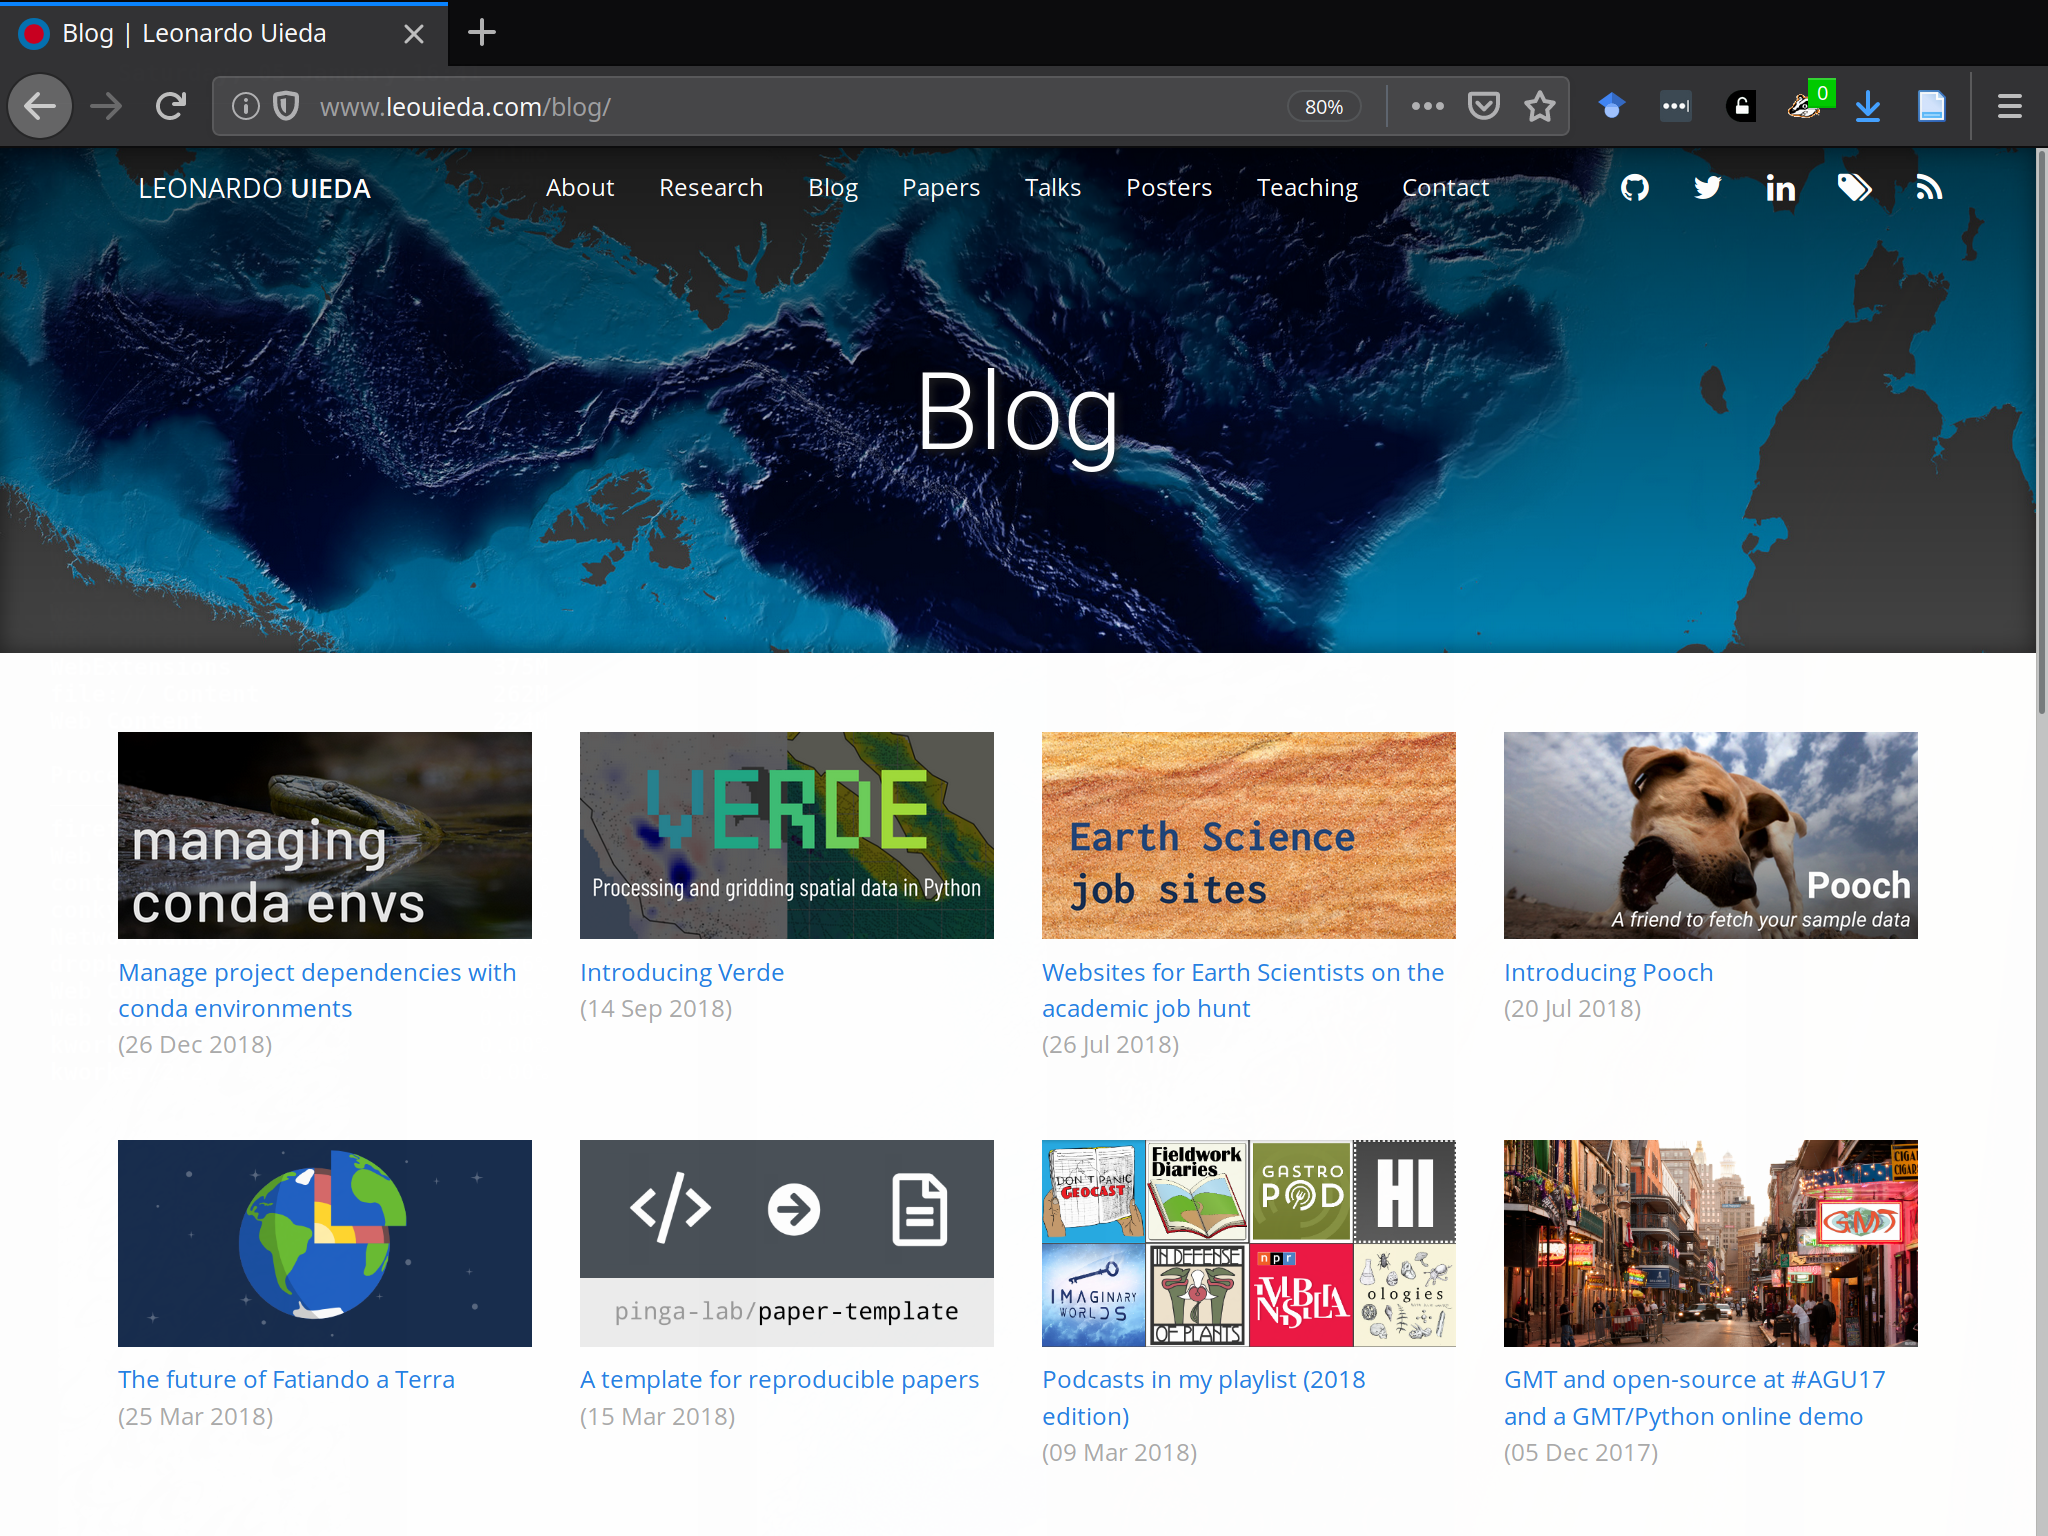 Blog | Leonardo Uieda
www.leouieda.com/blog/
80%
0
LEONARDO UIEDA
About
Research
Blog
Papers
Talks
Posters
Teaching
Contact
Blog
managing
conda envs
Manage project dependencies with
conda environments
(26 Dec 2018)
VERDE
Processing and gridding spatial data in Python
Introducing Verde
(14 Sep 2018)
Earth Science
job sites
Websites for Earth Scientists on the
academic job hunt
(26 Jul 2018)
Pooch
A friend to fetch your sample data
Introducing Pooch
(20 Jul 2018)
The future of Fatiando a Terra
(25 Mar 2018)
pinga-lab/paper-template
A template for reproducible papers
(15 Mar 2018)
DON'T PANIC
GEOCAST
Fieldwork
Diaries
GASTRO
POD
HI
IMAGINARY
WORLDS
IN DEFENSE
OF PLANTS
npr
ologies
Podcasts in my playlist (2018
edition)
(09 Mar 2018)
CIGAR
CIGARS
GMT
GMT and open-source at #AGU17
and a GMT/Python online demo
(05 Dec 2017)